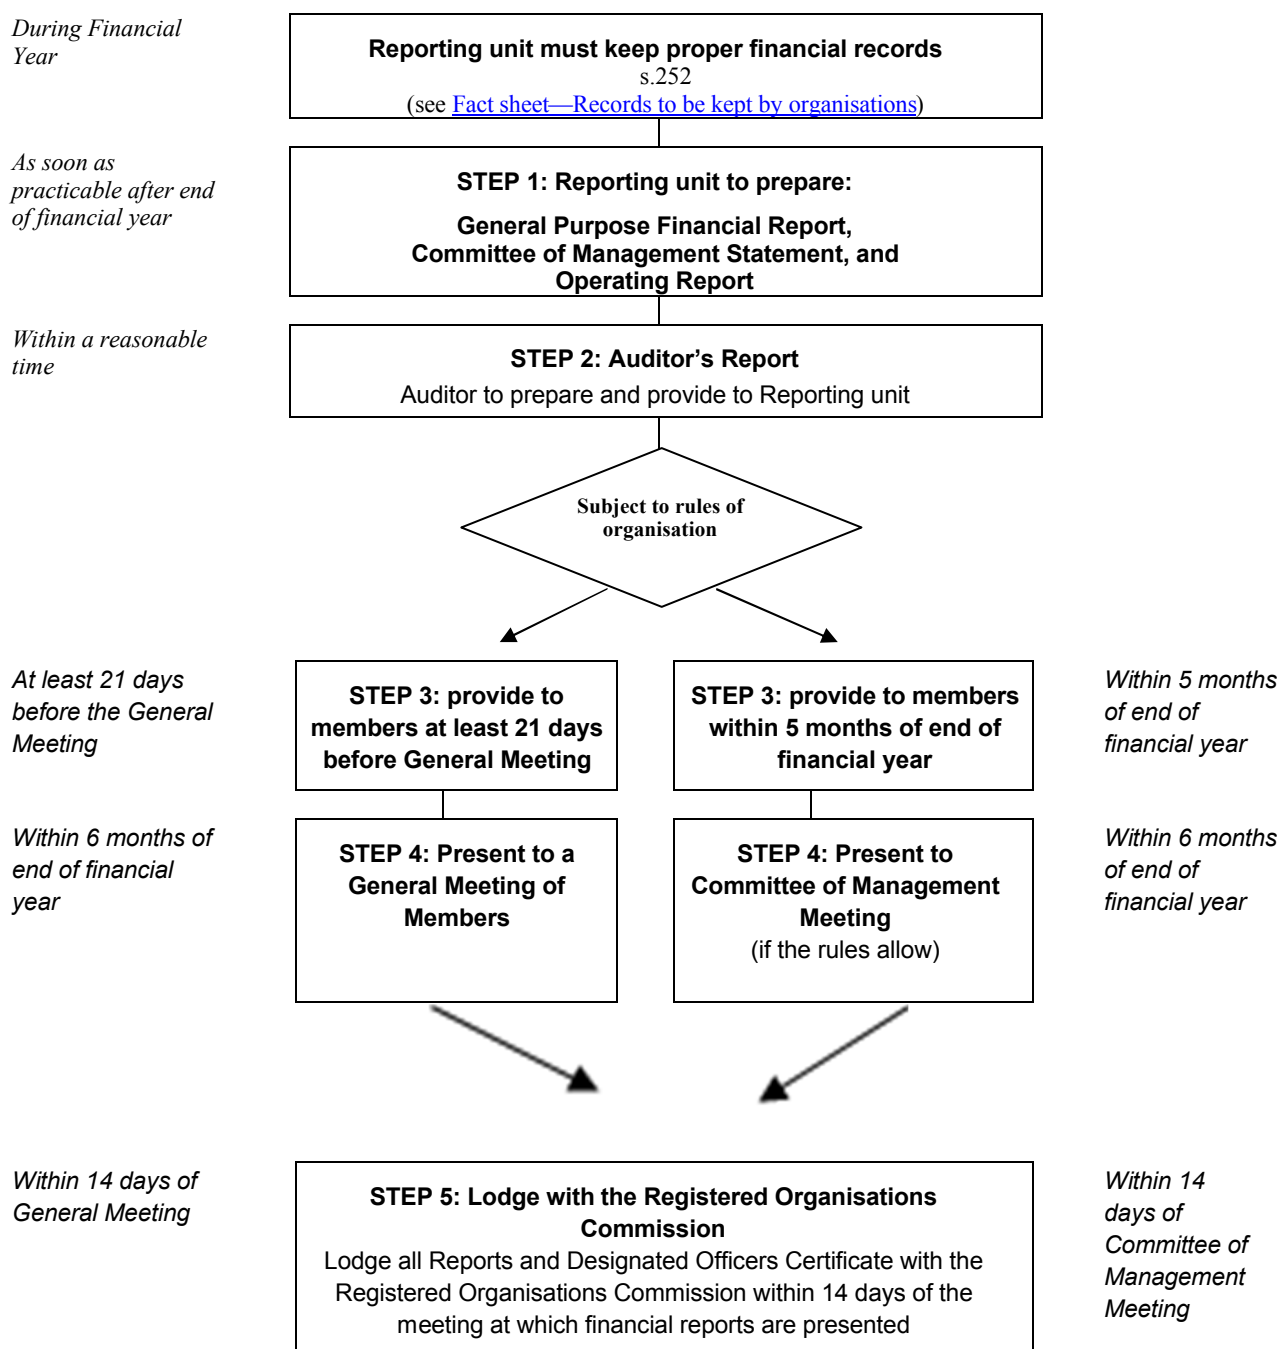 During Financial
Year
Reporting unit must keep proper financial records
s.252
(see Fact sheet—Records to be kept by organisations)
As soon as
practicable after end
of financial year
STEP 1: Reporting unit to prepare:
General Purpose Financial Report,
Committee of Management Statement, and
Operating Report
Within a reasonable
time
STEP 2: Auditor’s Report
Auditor to prepare and provide to Reporting unit
Subject to rules of
organisation
At least 21 days
before the General
Meeting
STEP 3: provide to
members at least 21 days
before General Meeting
STEP 3: provide to members
within 5 months of end of
financial year
Within 5 months
of end of
financial year
Within 6 months of
end of financial
year
STEP 4: Present to a
General Meeting of
Members
STEP 4: Present to
Committee of Management
Meeting
(if the rules allow)
Within 6 months
of end of
financial year
Within 14 days of
General Meeting
STEP 5: Lodge with the Registered Organisations
Commission
Lodge all Reports and Designated Officers Certificate with the
Registered Organisations Commission within 14 days of the
meeting at which financial reports are presented
Within 14
days of
Committee of
Management
Meeting